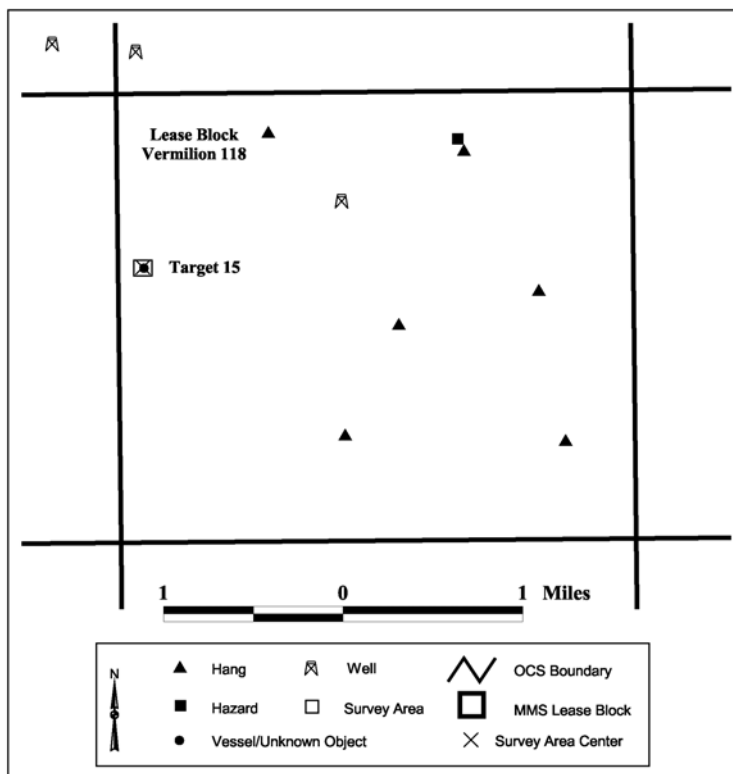 Lease Block
Vermilion 118
Target 15
1 0 1 Miles
N
Hang Well OCS Boundary
Hazard Survey Area MMS Lease Block
Vessel/Unknown Object Survey Area Center